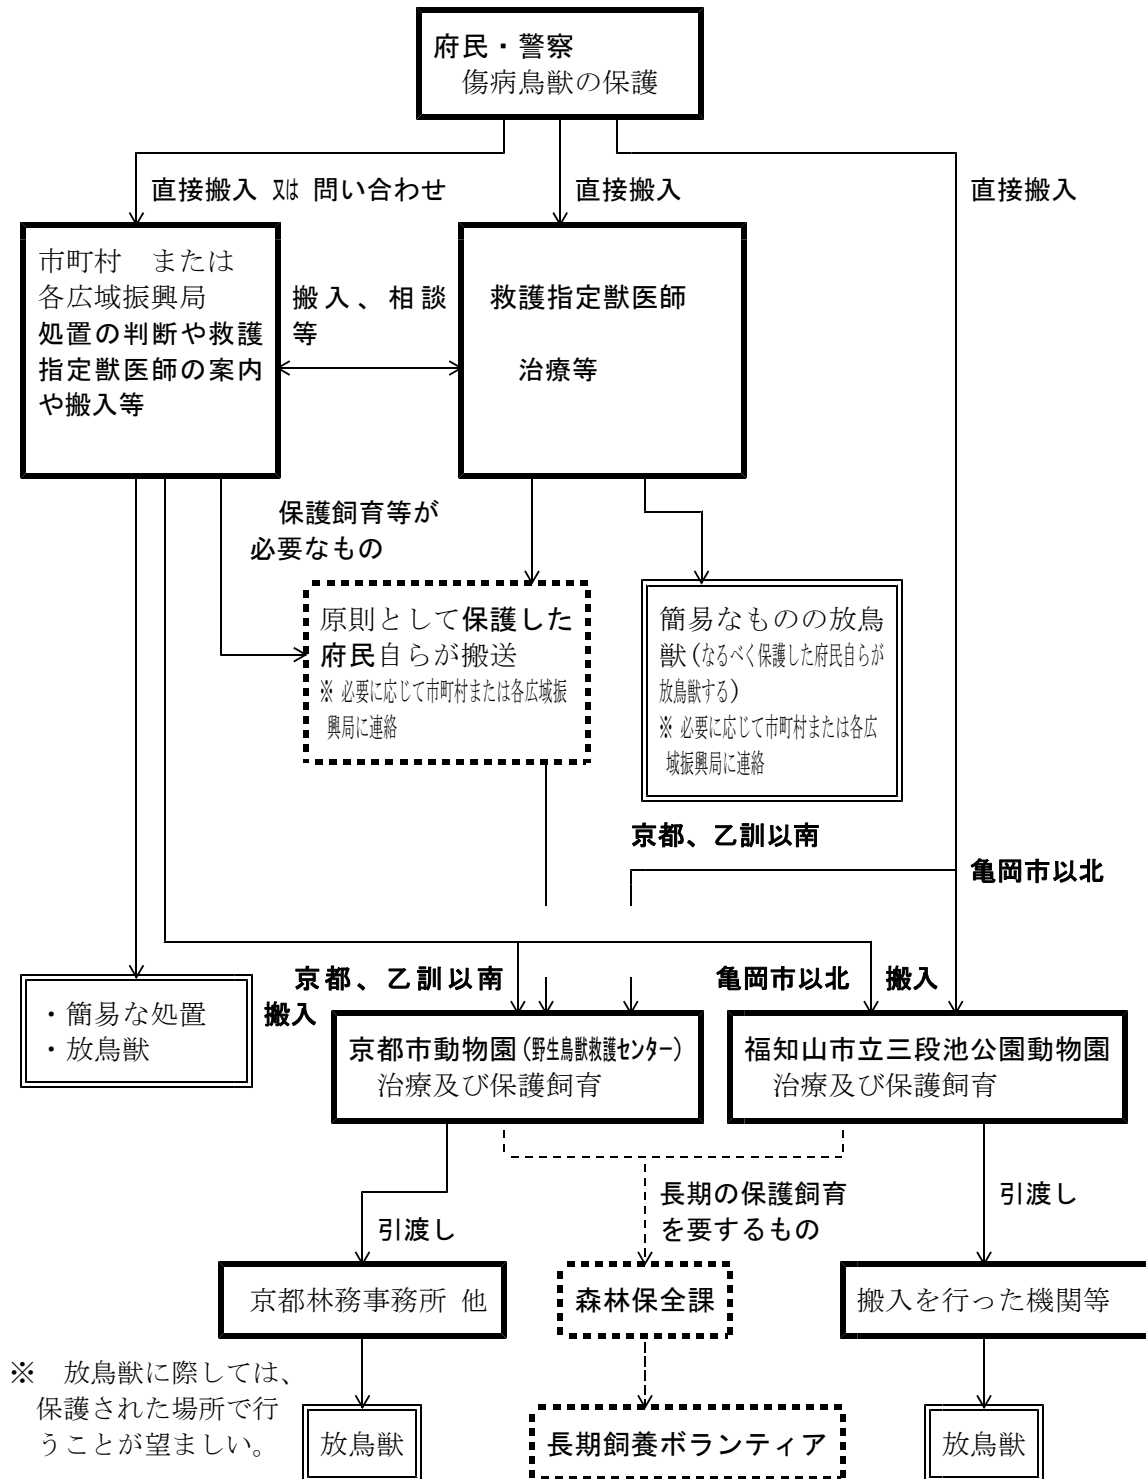 府民・警察
傷病鳥獣の保護
直接搬入 又は 問い合わせ
直接搬入
直接搬入
市町村 または
各広域振興局
処置の判断や救護
指定獣医師の案内
や搬入等
搬入、相談
等
救護指定獣医師
治療等
保護飼育等が
必要なもの
原則として保護した
府民自らが搬送
※ 必要に応じて市町村または各広域振
興局に連絡
簡易なものの放鳥
獣(なるべく保護した府民自らが
放鳥獣する)
※ 必要に応じて市町村または各広
域振興局に連絡
京都、乙訓以南
亀岡市以北
京都、乙訓以南
搬入
亀岡市以北 搬入
・簡易な処置
・放鳥獣
京都市動物園(野生鳥獣救護センター)
治療及び保護飼育
福知山市立三段池公園動物園
治療及び保護飼育
長期の保護飼育
を要するもの
引渡し
引渡し
京都林務事務所 他
森林保全課
搬入を行った機関等
※ 放鳥獣に際しては、
保護された場所で行
うことが望ましい。
放鳥獣
長期飼養ボランティア
放鳥獣